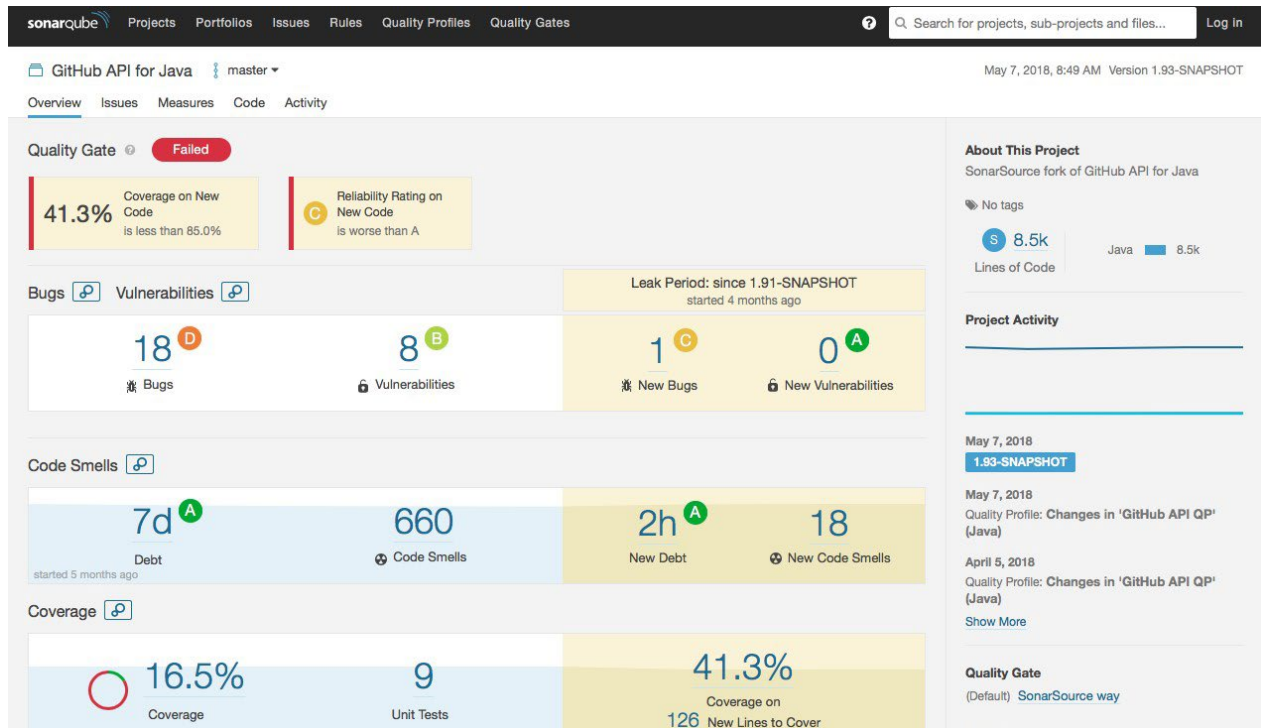 sonarqube Projects Portfolios Issues Rules Quality Profiles Quality Gates ? Search for projects, sub-projects and files... Log in
GitHub API for Java master
May 7, 2018, 8:49 AM Version 1.93-SNAPSHOT
Overview Issues Measures Code Activity
Quality Gate ? Failed
41.3%
Coverage on New
Code
is less than 85.0%
C
Reliability Rating on
New Code
is worse than A
Bugs Vulnerabilities
Leak Period: since 1.91-SNAPSHOT
started 4 months ago
18 D
Bugs
8 B
Vulnerabilities
1 C
New Bugs
0 A
New Vulnerabilities
Code Smells
7d A
Debt
started 5 months ago
660
Code Smells
2h A
New Debt
18
New Code Smells
Coverage
16.5%
Coverage
9
Unit Tests
41.3%
Coverage on
126 New Lines to Cover
About This Project
SonarSource fork of GitHub API for Java
No tags
S 8.5k
Lines of Code
Java 8.5k
Project Activity
May 7, 2018
1.93-SNAPSHOT
May 7, 2018
Quality Profile: Changes in 'GitHub API QP'
(Java)
April 5, 2018
Quality Profile: Changes in 'GitHub API QP'
(Java)
Show More
Quality Gate
(Default) SonarSource way